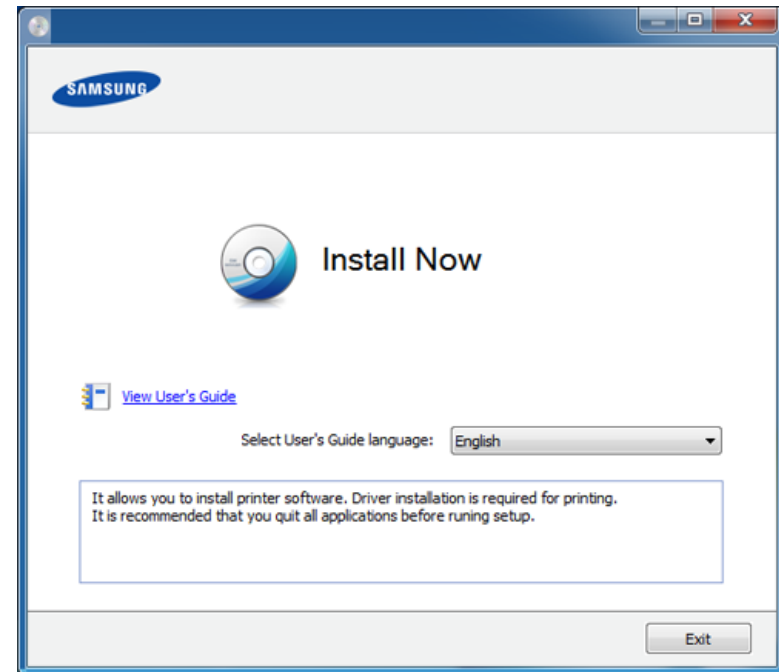 SAMSUNG
Install Now
View User's Guide
Select User's Guide language: English
It allows you to install printer software. Driver installation is required for printing.
It is recommended that you quit all applications before runing setup.
Exit